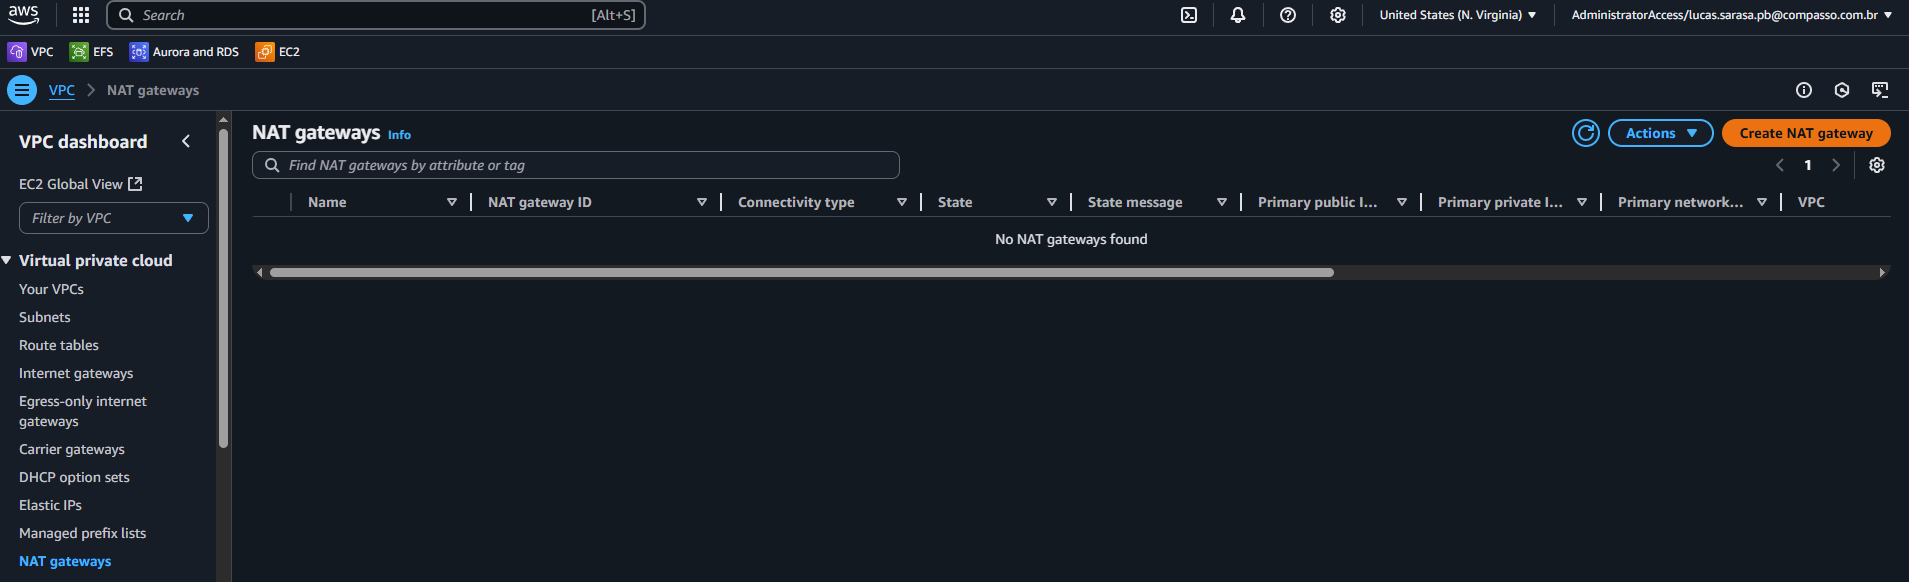 aws
Search [Alt+S]
United States (N. Virginia)
AdministratorAccess/lucas.sarasa.pb@compasso.com.br
VPC EFS Aurora and RDS EC2
VPC NAT gateways
VPC dashboard
EC2 Global View
Filter by VPC
Virtual private cloud
Your VPCs
Subnets
Route tables
Internet gateways
Egress-only internet
gateways
Carrier gateways
DHCP option sets
Elastic IPs
Managed prefix lists
NAT gateways
NAT gateways Info
Actions
Create NAT gateway
Find NAT gateways by attribute or tag
1
Name NAT gateway ID Connectivity type State State message Primary public I... Primary private I... Primary network... VPC
No NAT gateways found